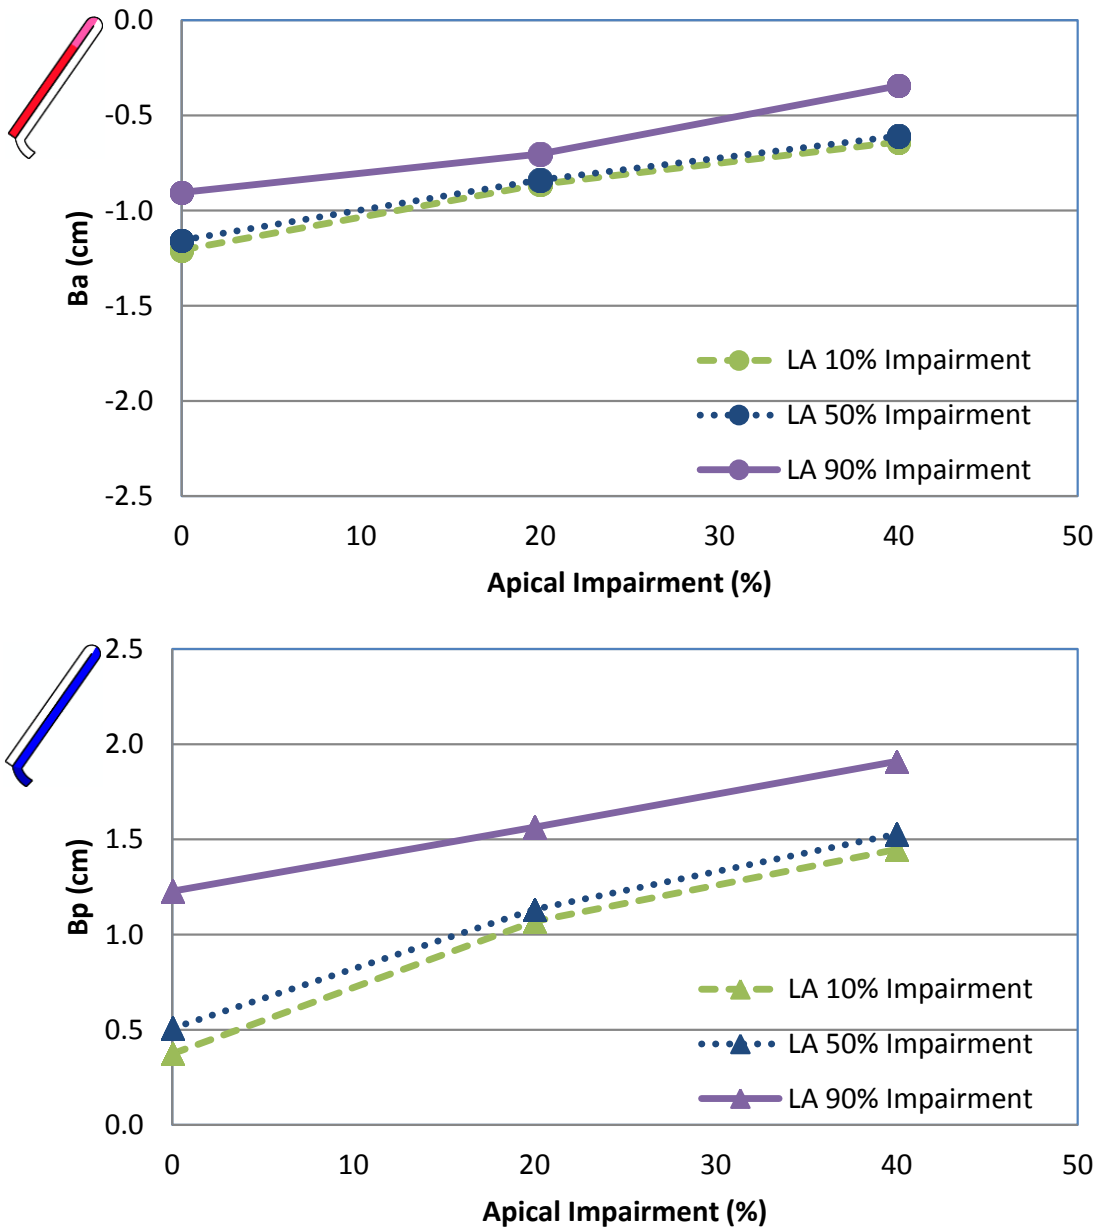 0.0
-0.5
-1.0
-1.5
-2.0
-2.5
Ba (cm)
LA 10% Impairment
LA 50% Impairment
LA 90% Impairment
0 10 20 30 40 50
Apical Impairment (%)
2.5
2.0
1.5
1.0
0.5
0.0
Bp (cm)
LA 10% Impairment
LA 50% Impairment
LA 90% Impairment
0 10 20 30 40 50
Apical Impairment (%)